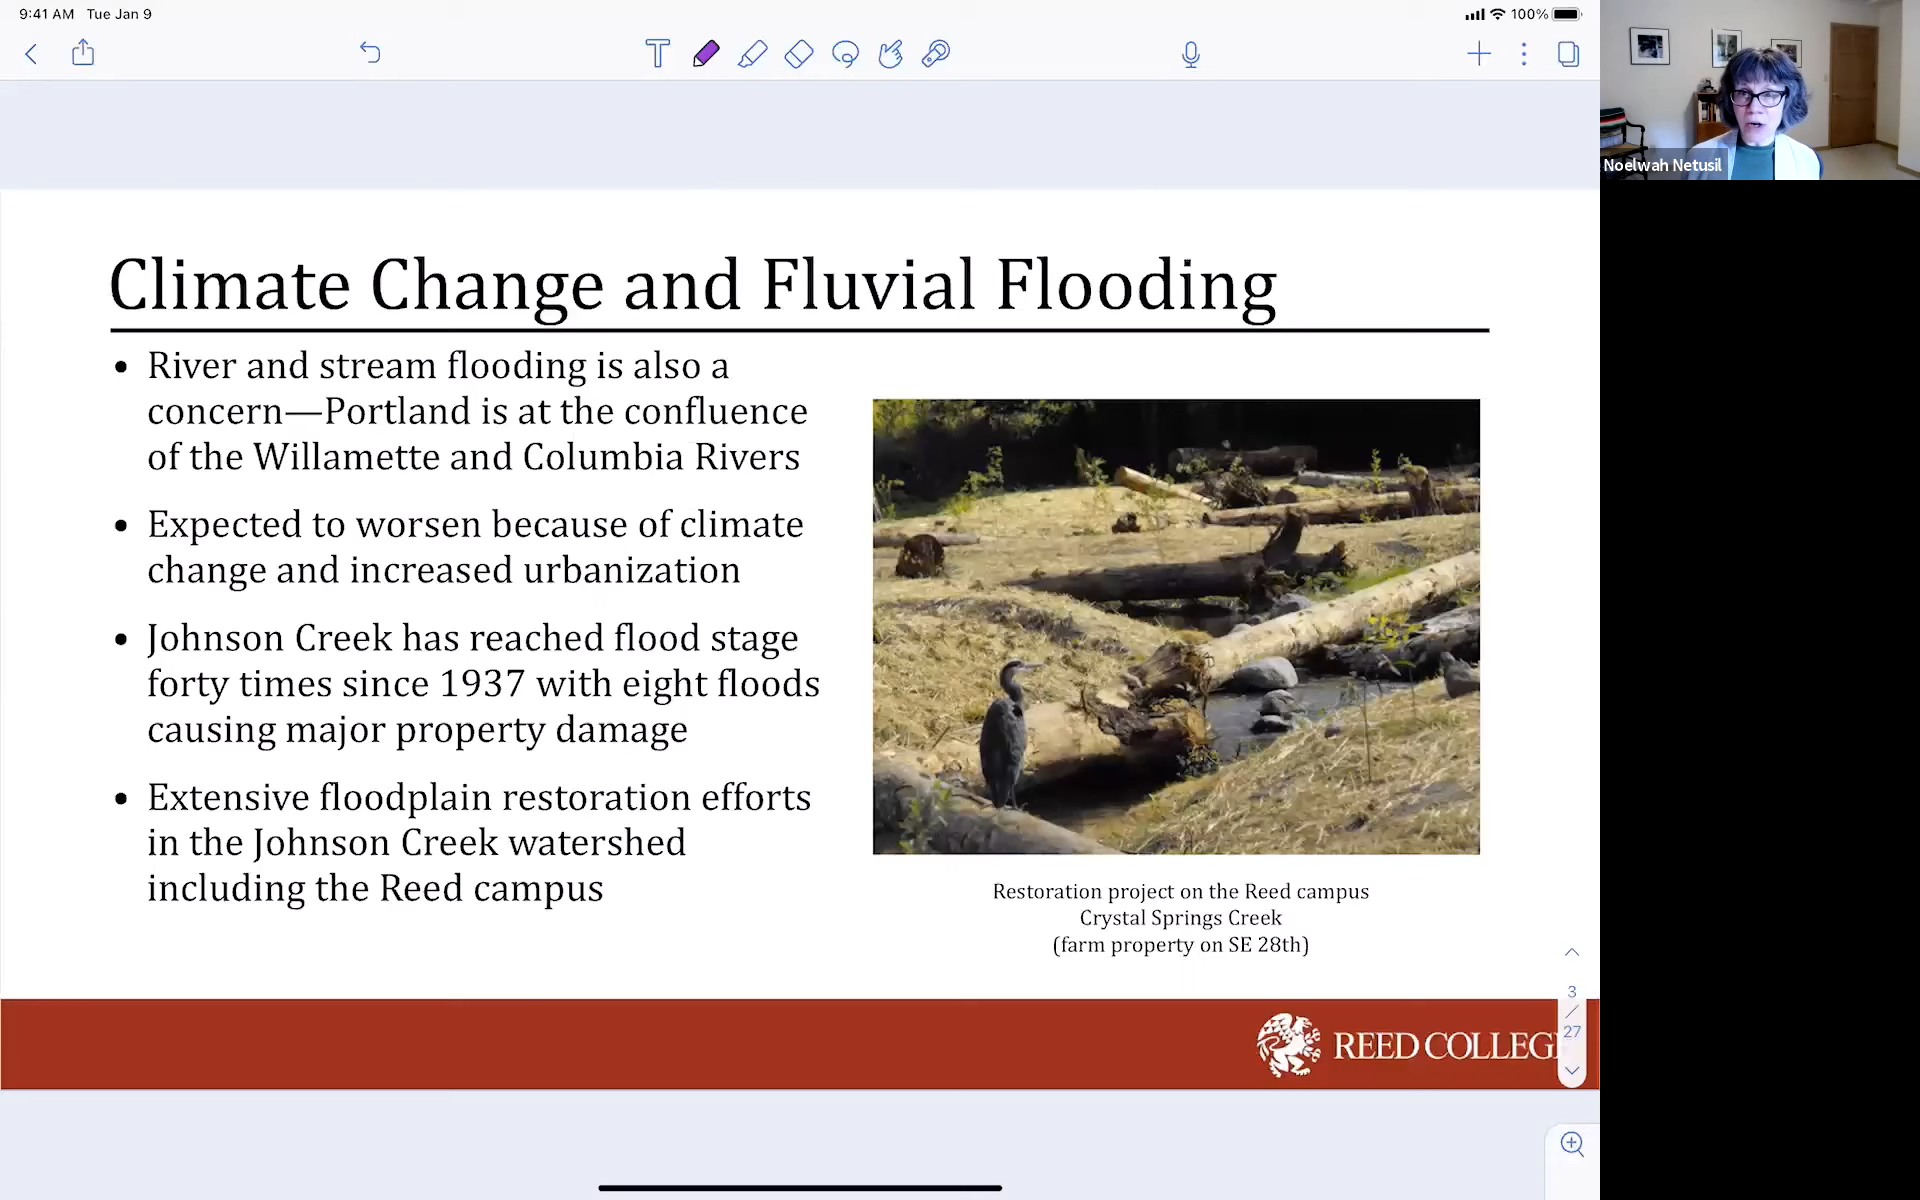 9:41 AM Tue Jan 9
100%
Noelwah Netusil
Climate Change and Fluvial Flooding
• River and stream flooding is also a
concern—Portland is at the confluence
of the Willamette and Columbia Rivers
• Expected to worsen because of climate
change and increased urbanization
• Johnson Creek has reached flood stage
forty times since 1937 with eight floods
causing major property damage
• Extensive floodplain restoration efforts
in the Johnson Creek watershed
including the Reed campus
Restoration project on the Reed campus
Crystal Springs Creek
(farm property on SE 28th)
3
/
27
REED COLLEGE